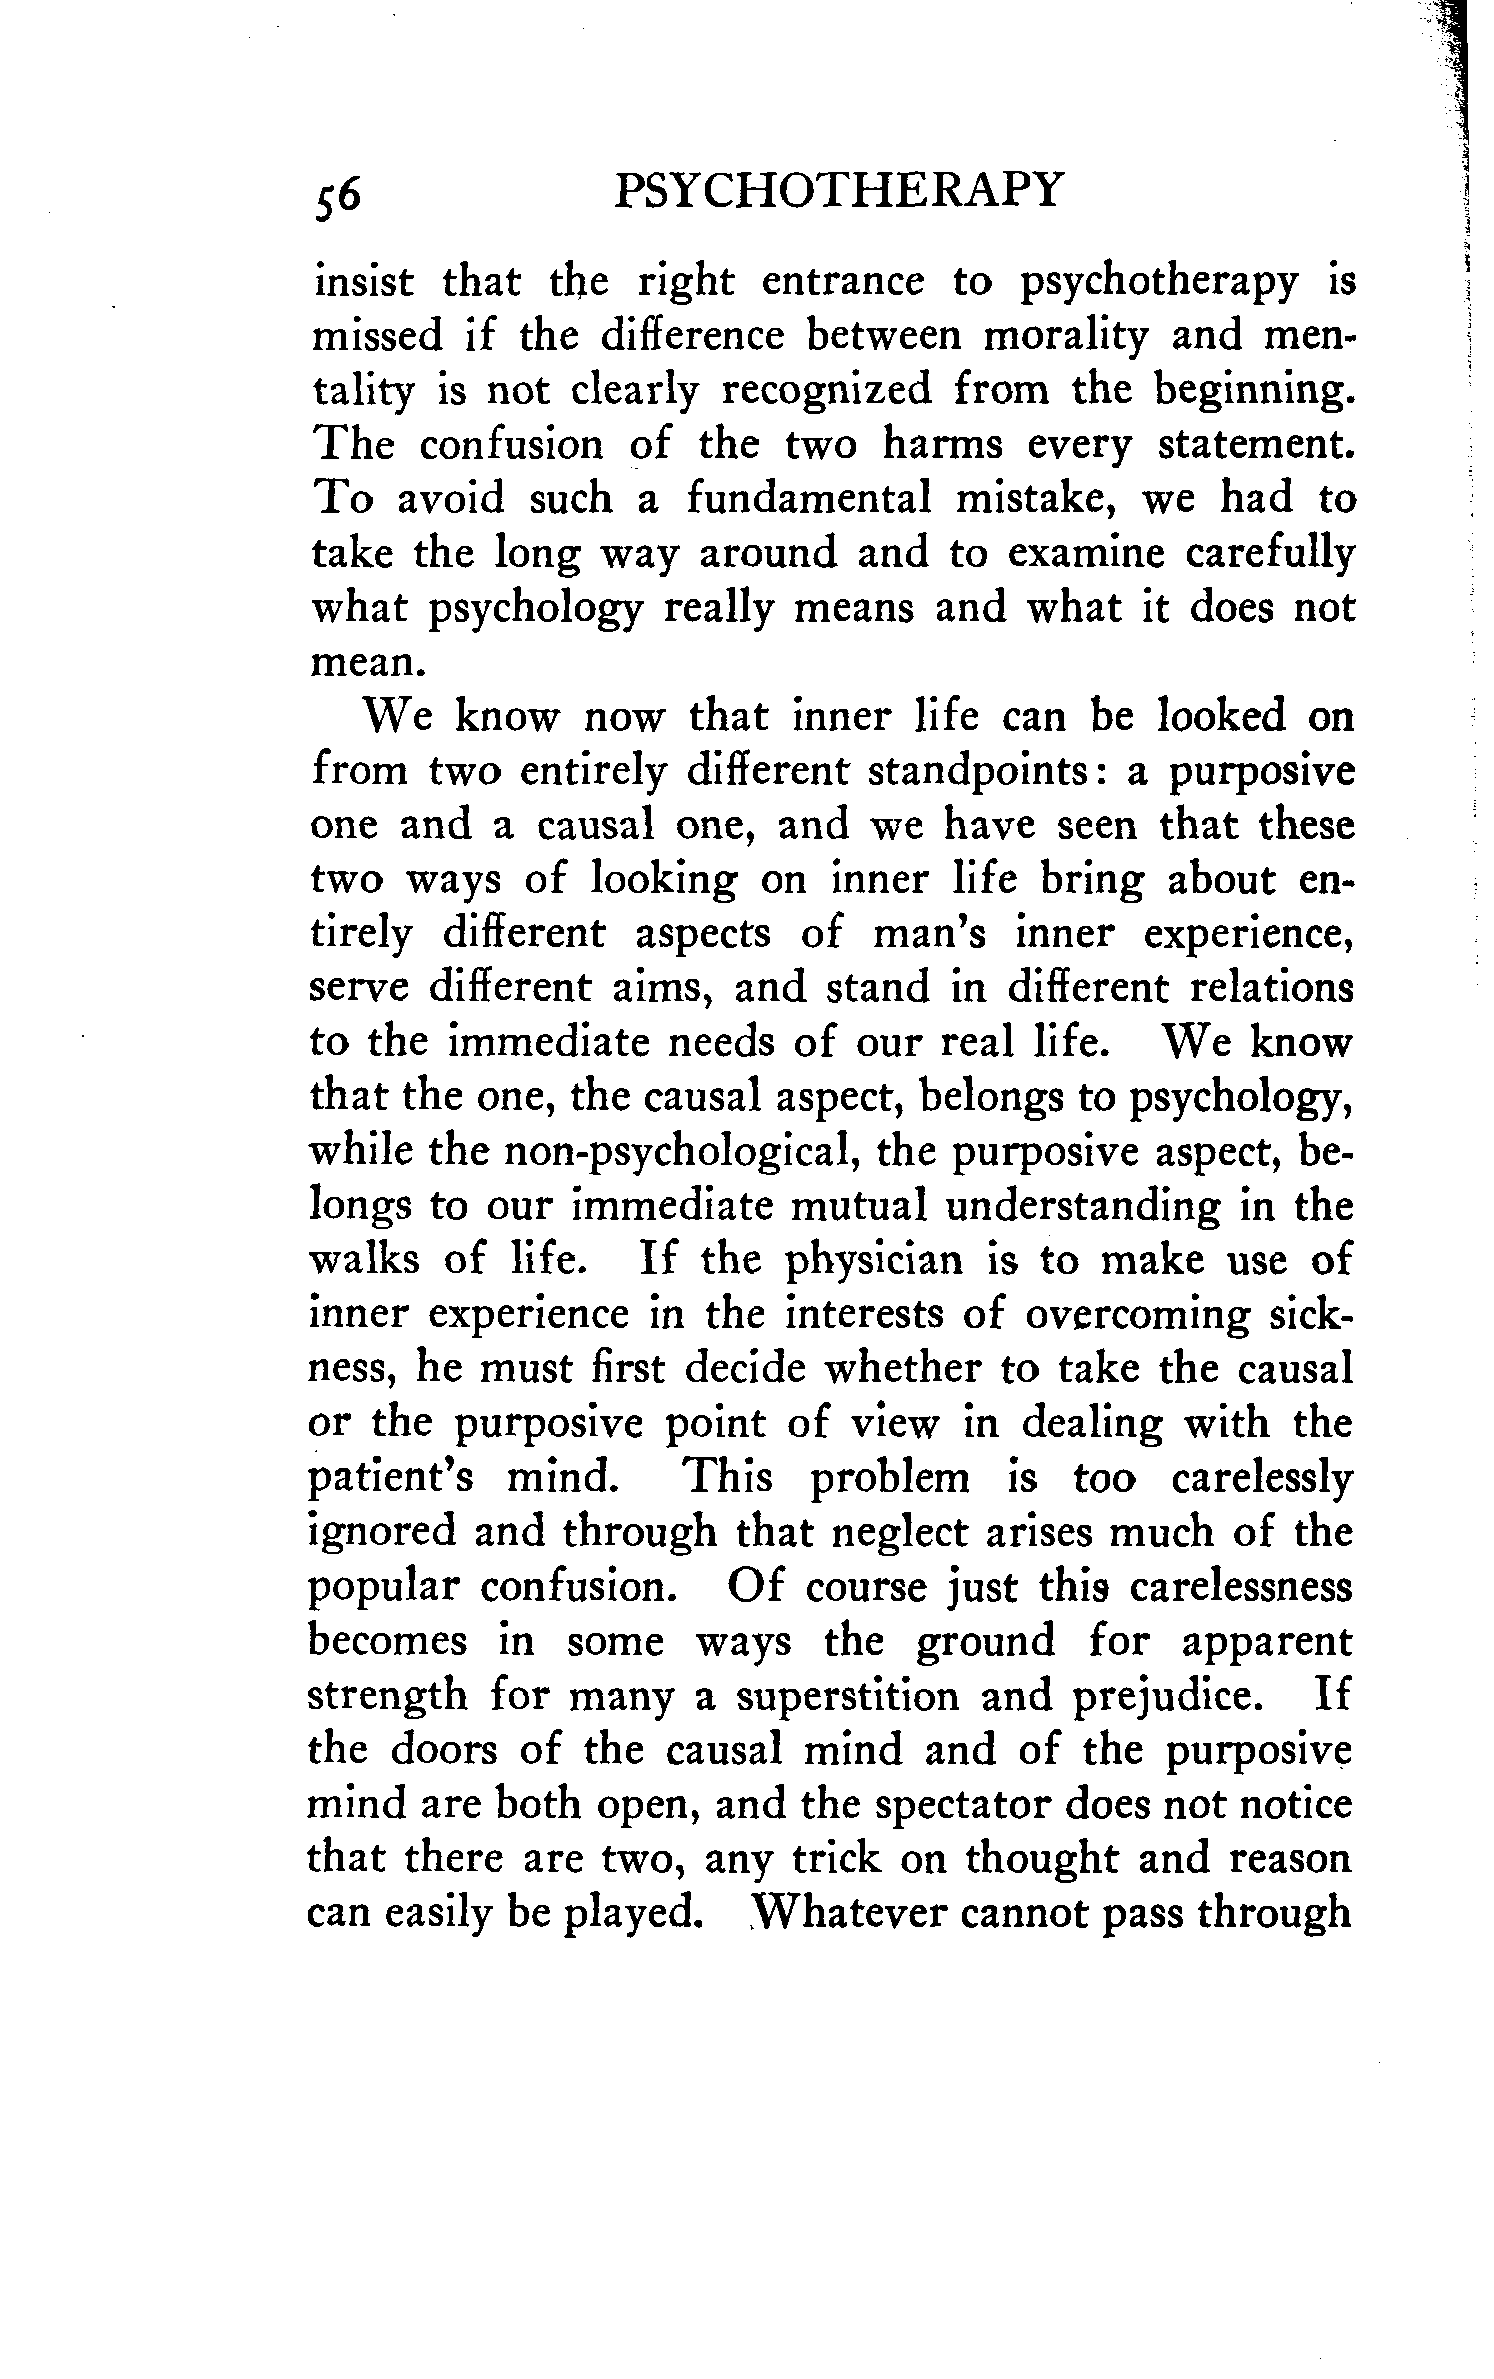 56 PSYCHOTHERAPY
insist that the right entrance to psychotherapy is
missed if the difference between morality and men-
tality is not clearly recognized from the beginning.
The confusion of the two harms every statement.
To avoid such a fundamental mistake, we had to
take the long way around and to examine carefully
what psychology really means and what it does not
mean.
We know now that inner life can be looked on
from two entirely different standpoints: a purposive
one and a causal one, and we have seen that these
two ways of looking on inner life bring about en-
tirely different aspects of man's inner experience,
serve different aims, and stand in different relations
to the immediate needs of our real life. We know
that the one, the causal aspect, belongs to psychology,
while the non-psychological, the purposive aspect, be-
longs to our immediate mutual understanding in the
walks of life. If the physician is to make use of
inner experience in the interests of overcoming sick-
ness, he must first decide whether to take the causal
or the purposive point of view in dealing with the
patient's mind. This problem is too carelessly
ignored and through that neglect arises much of the
popular confusion. Of course just this carelessness
becomes in some ways the ground for apparent
strength for many a superstition and prejudice. If
the doors of the causal mind and of the purposive
mind are both open, and the spectator does not notice
that there are two, any trick on thought and reason
can easily be played. Whatever cannot pass through